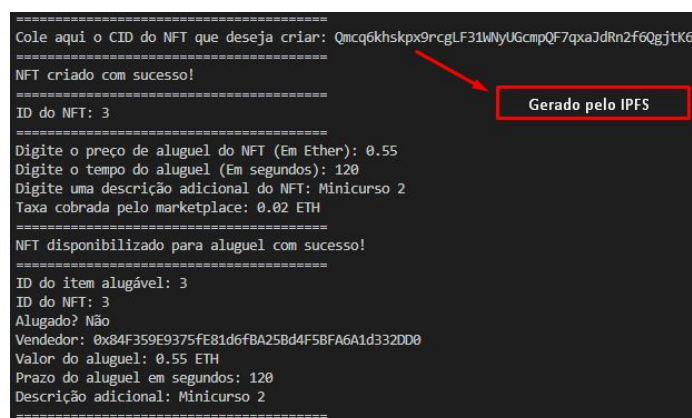 ========================================
Cole aqui o CID do NFT que deseja criar: Qmcq6khskpx9rcgLF31WNyUGcmpQF7qxaJdRn2f6QgjtK6
========================================
NFT criado com sucesso!
========================================
Gerado pelo IPFS
ID do NFT: 3
========================================
Digite o preço de aluguel do NFT (Em Ether): 0.55
Digite o tempo do aluguel (Em segundos): 120
Digite uma descrição adicional do NFT: Minicurso 2
Taxa cobrada pelo marketplace: 0.02 ETH
========================================
NFT disponibilizado para aluguel com sucesso!
========================================
ID do item alugável: 3
ID do NFT: 3
Alugado? Não
Vendedor: 0x84F359E9375fE81d6fBA25Bd4F5BFA6A1d332DD0
Valor do aluguel: 0.55 ETH
Prazo do aluguel em segundos: 120
Descrição adicional: Minicurso 2
========================================